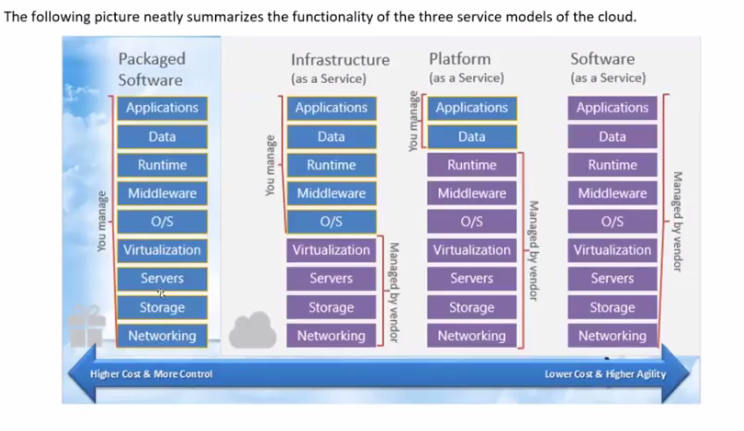 The following picture neatly summarizes the functionality of the three service models of the cloud.
Packaged
Software
You manage
Applications
Data
Runtime
Middleware
O/S
Virtualization
Servers
Storage
Networking
Infrastructure
(as a Service)
You manage
Applications
Data
Runtime
Middleware
O/S
Virtualization
Servers
Storage
Networking
Managed by vendor
Platform
(as a Service)
You manage
Applications
Data
Runtime
Middleware
O/S
Virtualization
Servers
Storage
Networking
Managed by vendor
Software
(as a Service)
Applications
Data
Runtime
Middleware
O/S
Virtualization
Servers
Storage
Networking
Managed by vendor
Higher Cost & More Control
Lower Cost & Higher Agility